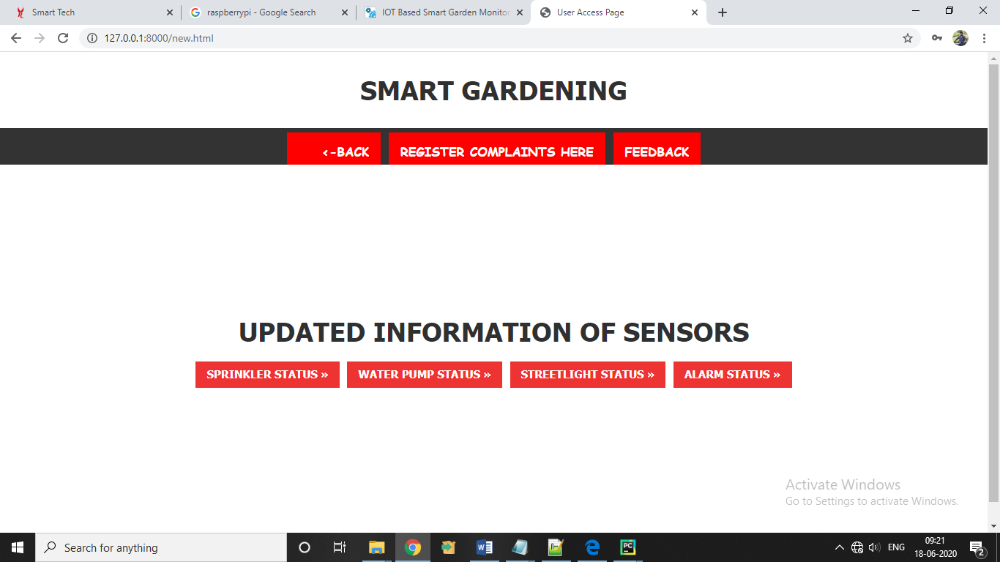 Smart Tech
raspberrypi - Google Search
IOT Based Smart Garden Monitor
User Access Page
127.0.0.1:8000/new.html
SMART GARDENING
<-BACK REGISTER COMPLAINTS HERE FEEDBACK
UPDATED INFORMATION OF SENSORS
SPRINKLER STATUS » WATER PUMP STATUS » STREETLIGHT STATUS » ALARM STATUS »
Activate Windows
Go to Settings to activate Windows.
Search for anything
ENG
09:21
18-06-2020
2